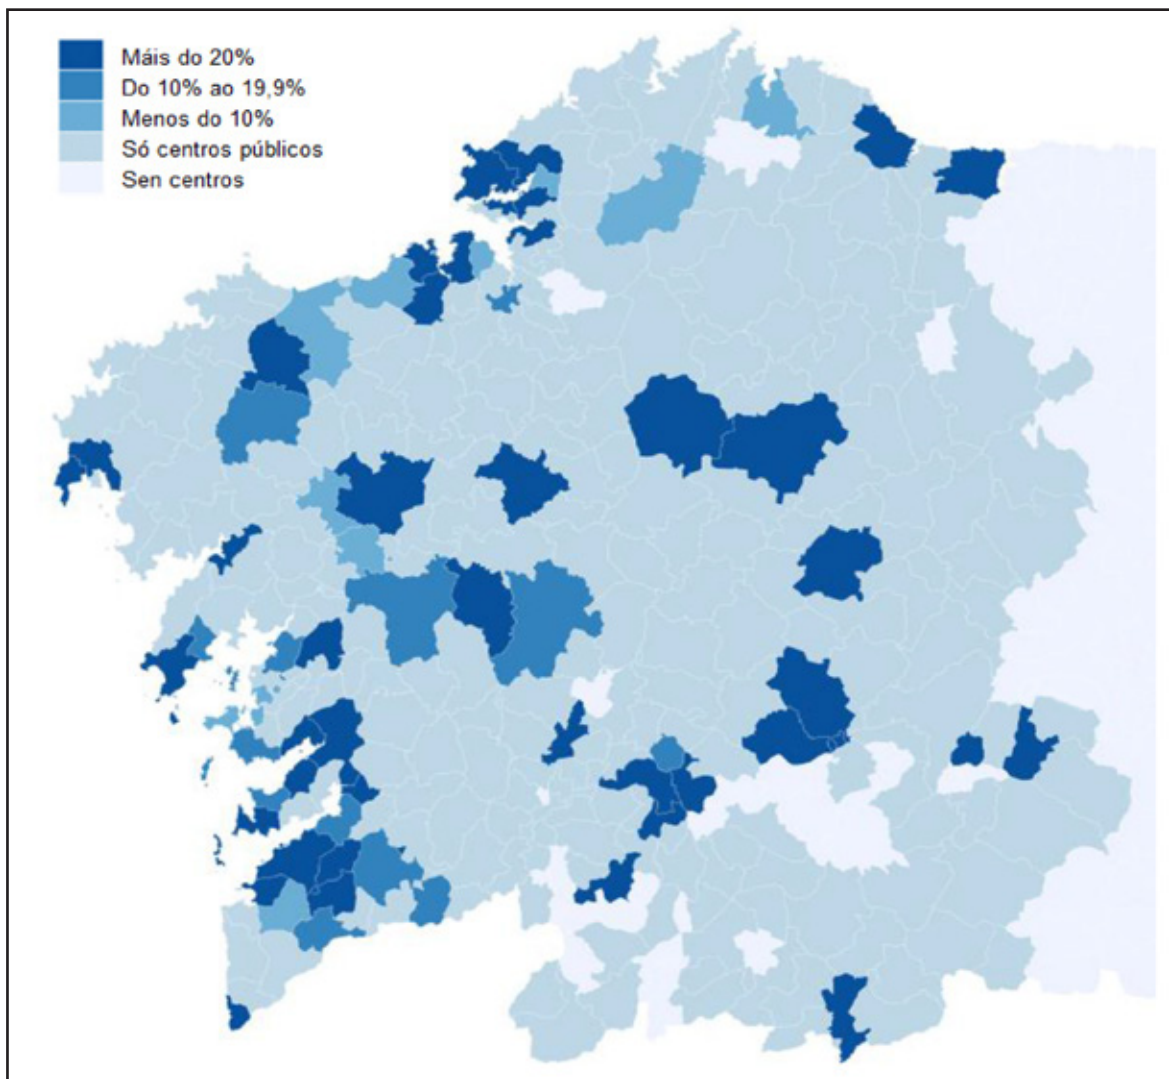 Máis do 20%
Do 10% ao 19,9%
Menos do 10%
Só centros públicos
Sen centros